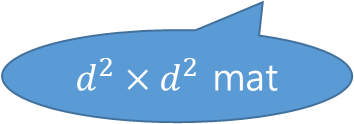 d² × d² mat